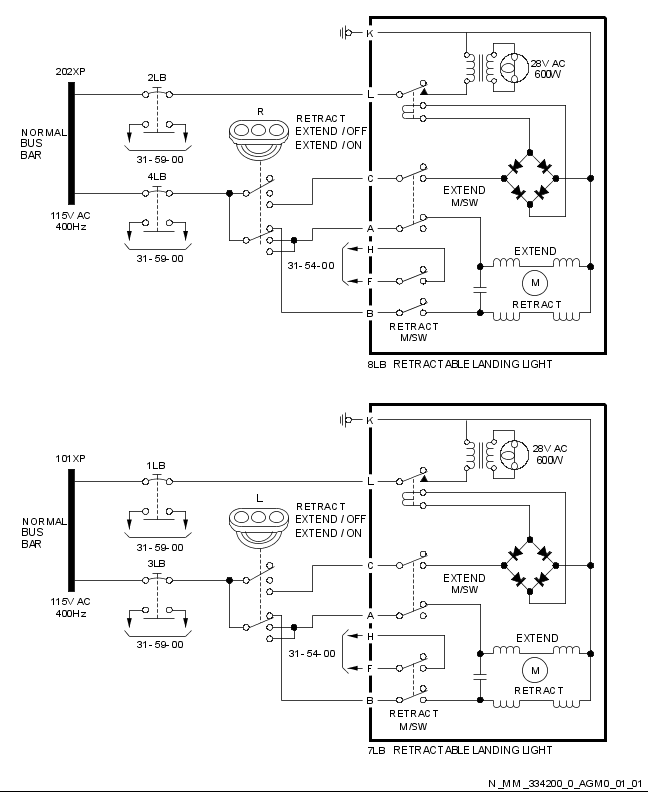 K
202XP
2LB
28V AC
600W
L
R
RETRACT
EXTEND / OFF
EXTEND / ON
NORMAL
BUS
BAR
31-59-00
4LB
C
EXTEND
M/SW
115V AC
400Hz
A
H
EXTEND
31-59-00
31-54-00
F
M
RETRACT
B
RETRACT
M/SW
8LB RETRACTABLE LANDING LIGHT
K
101XP
1LB
28V AC
600W
L
L
RETRACT
EXTEND / OFF
EXTEND / ON
NORMAL
BUS
BAR
31-59-00
3LB
C
EXTEND
M/SW
115V AC
400Hz
A
H
EXTEND
31-59-00
31-54-00
F
M
RETRACT
B
RETRACT
M/SW
7LB RETRACTABLE LANDING LIGHT
N_MM_334200_0_AGM0_01_01